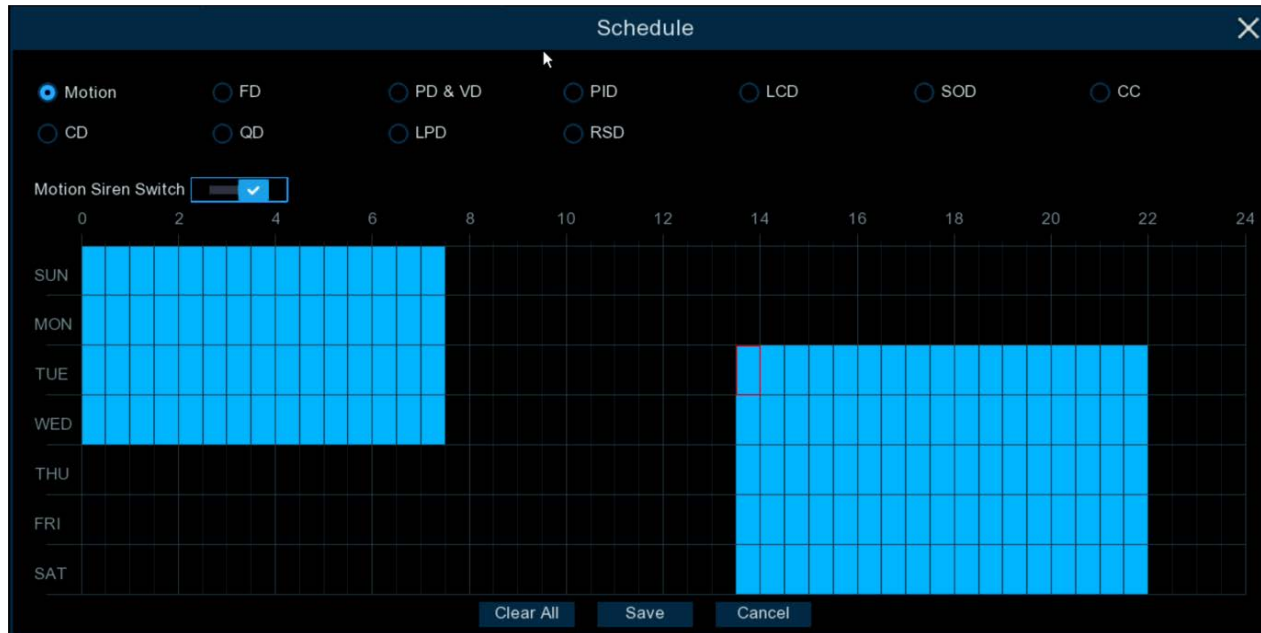 Schedule
Motion FD PD & VD PID LCD SOD CC
CD QD LPD RSD
Motion Siren Switch
0 2 4 6 8 10 12 14 16 18 20 22 24
SUN
MON
TUE
WED
THU
FRI
SAT
Clear All Save Cancel